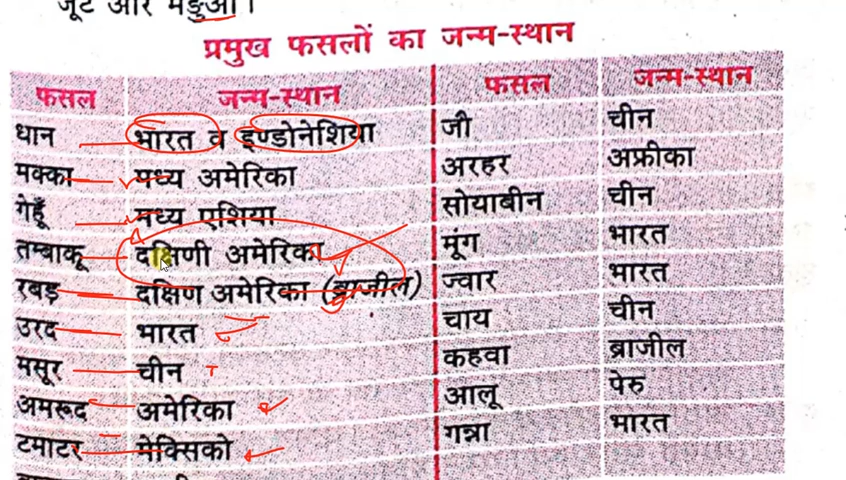 जूट और मडुआ।
प्रमुख फसलों का जन्म-स्थान
फसल जन्म-स्थान फसल जन्म-स्थान
धान भारत व इण्डोनेशिया जौ चीन
मक्का मध्य अमेरिका अरहर अफ्रीका
गेहूँ मध्य एशिया सोयाबीन चीन
तम्बाकू दक्षिणी अमेरिका मूंग भारत
रबड़ दक्षिण अमेरिका (ब्राजील) ज्वार भारत
उरद भारत चाय चीन
मसूर चीन कहवा ब्राजील
अमरूद अमेरिका आलू पेरु
टमाटर मेक्सिको गन्ना भारत